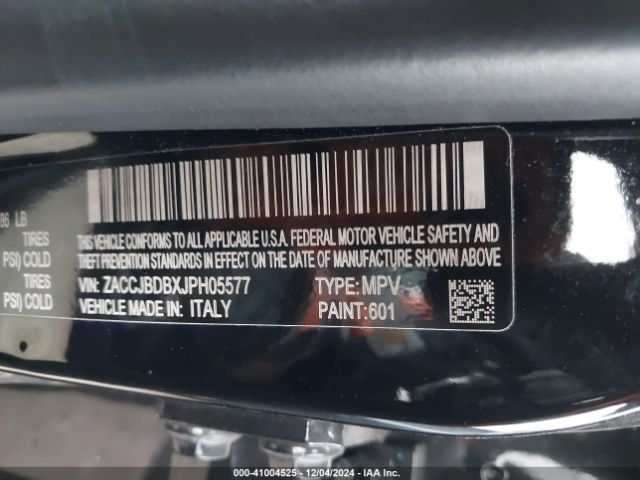 86 LB
TIRES
PSI) COLD
TIRES
PSI) COLD
THIS VEHICLE CONFORMS TO ALL APPLICABLE U.S.A. FEDERAL MOTOR VEHICLE SAFETY AND
THEFT PREVENTION STANDARDS IN EFFECT ON THE DATE OF MANUFACTURE SHOWN ABOVE
VIN: ZACCJBDBXJPH05577 TYPE: MPV
VEHICLE MADE IN: ITALY PAINT:601
000-41004525 - 12/04/2024 - IAA Inc.